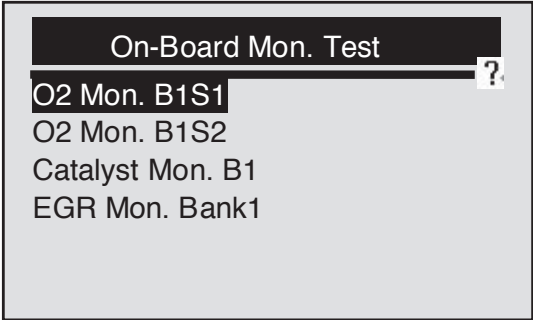 On-Board Mon. Test
?
O2 Mon. B1S1
O2 Mon. B1S2
Catalyst Mon. B1
EGR Mon. Bank1